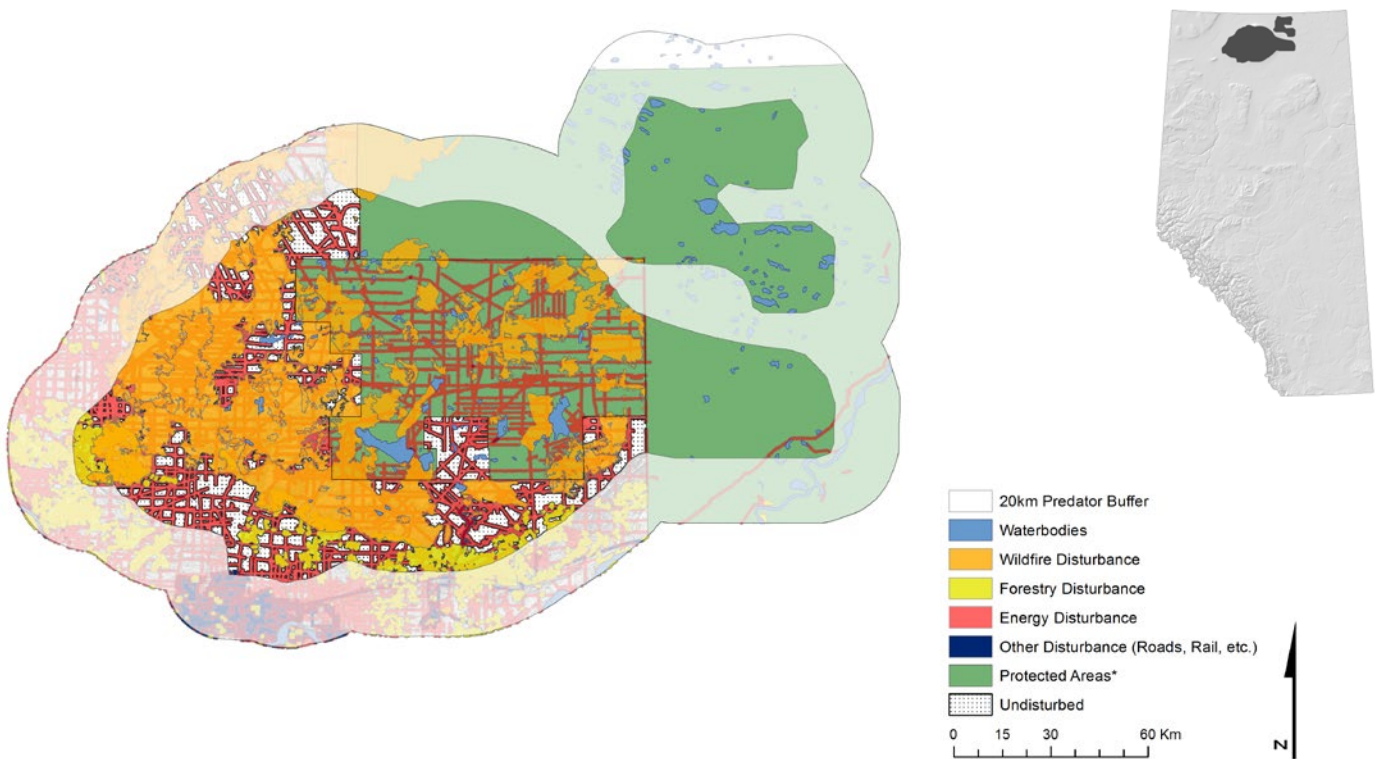 20km Predator Buffer
Waterbodies
Wildfire Disturbance
Forestry Disturbance
Energy Disturbance
Other Disturbance (Roads, Rail, etc.)
Protected Areas*
Undisturbed
0 15 30 60 Km
N